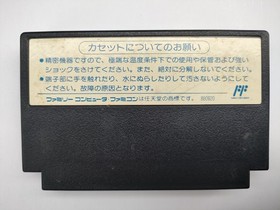 カセットについてのお願い
●精密機器ですので、極端な温度条件下での使用や保管および強い
ショックをさけてください。また、絶対に分解しないでください。
●端子部に手を触れたり、水にぬらしたりして汚さないようにして
ください。故障の原因となります。
ファミリーコンピュータ・ファミコンは任天堂の商標です。